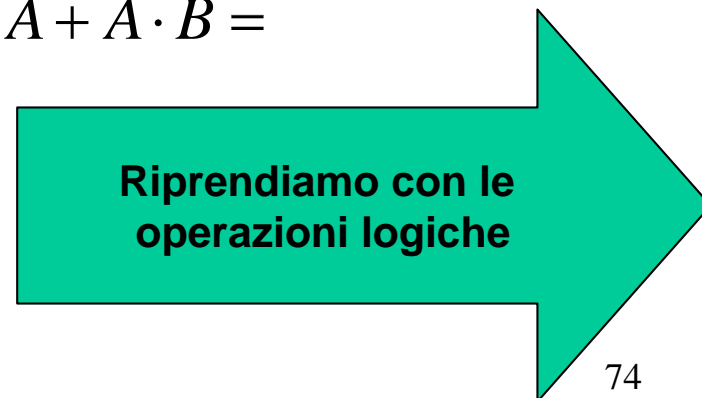 A + A · B =
Riprendiamo con le
operazioni logiche
74